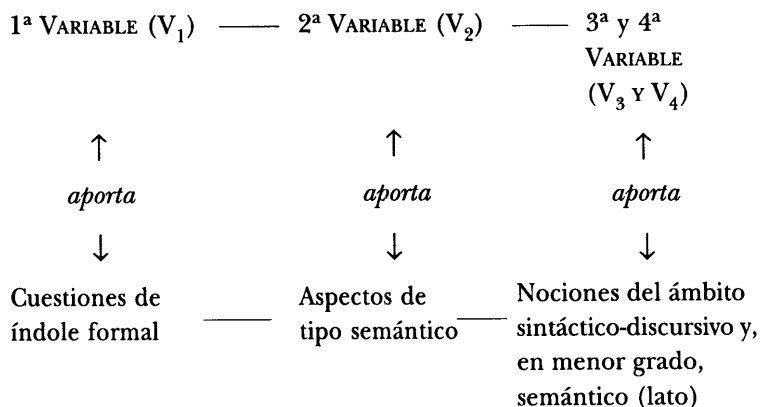 1ª VARIABLE (V₁) —— 2ª VARIABLE (V₂) —— 3ª y 4ª
VARIABLE
(V₃ Y V₄)
↑ ↑ ↑
aporta aporta aporta
↓ ↓ ↓
Cuestiones de
índole formal
——
Aspectos de
tipo semántico
——
Nociones del ámbito
sintáctico-discursivo y,
en menor grado,
semántico (lato)